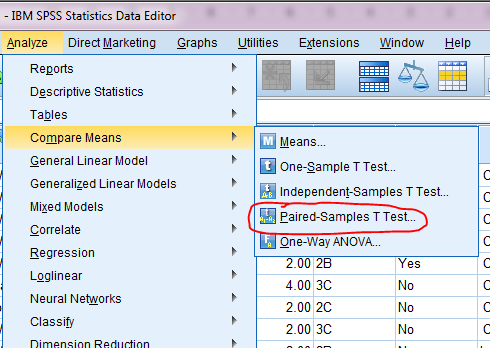 - IBM SPSS Statistics Data Editor
Analyze Direct Marketing Graphs Utilities Extensions Window Help
Reports
Descriptive Statistics
Tables
Compare Means
General Linear Model
Generalized Linear Models
Mixed Models
Correlate
Regression
Loglinear
Neural Networks
Classify
Dimension Reduction
Means...
One-Sample T Test...
Independent-Samples T Test...
Paired-Samples T Test...
One-Way ANOVA...
2.00 2B Yes
4.00 3C No
2.00 2C No
2.00 3C No